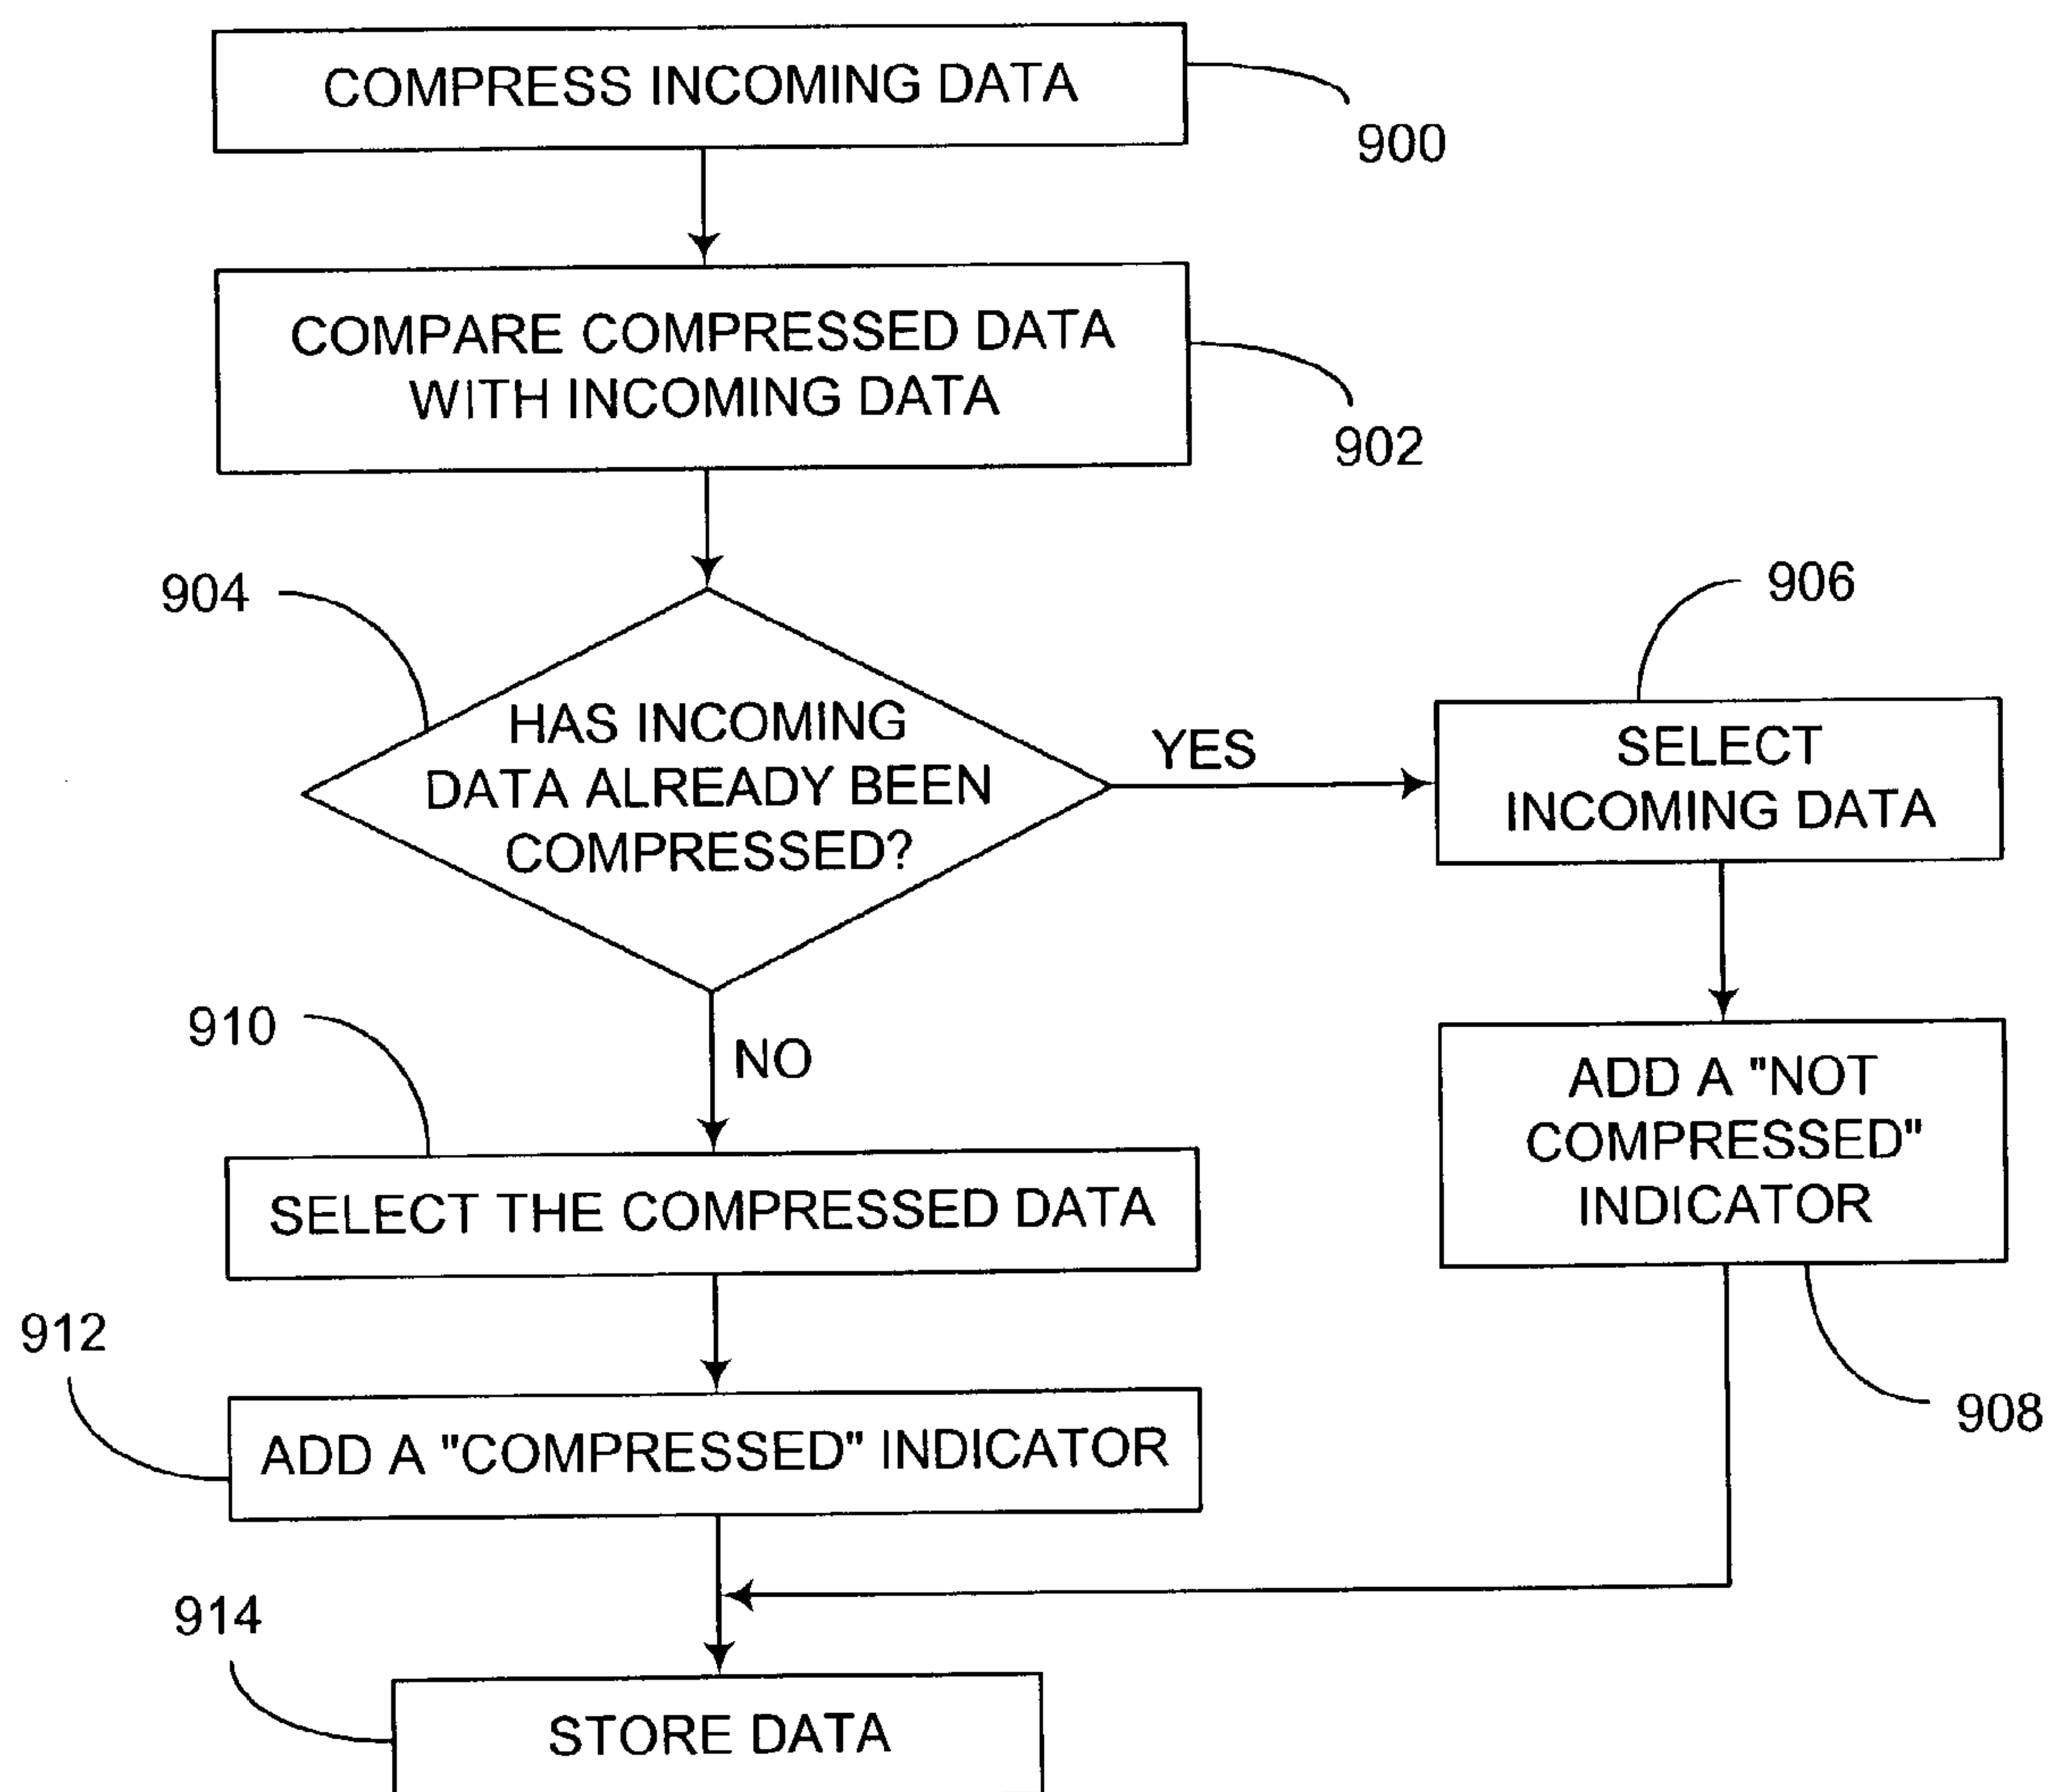 COMPRESS INCOMING DATA
900
COMPARE COMPRESSED DATA
WITH INCOMING DATA
902
904
HAS INCOMING
DATA ALREADY BEEN
COMPRESSED?
YES
906
SELECT
INCOMING DATA
910
NO
ADD A "NOT
COMPRESSED"
INDICATOR
908
SELECT THE COMPRESSED DATA
912
ADD A "COMPRESSED" INDICATOR
914
STORE DATA